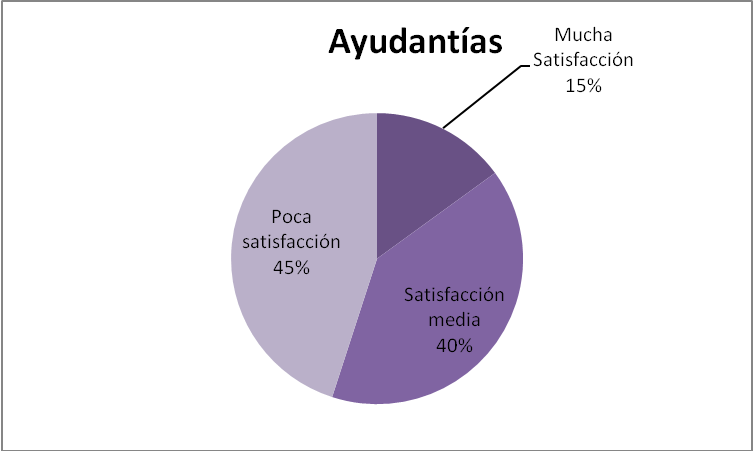 Ayudantías
Mucha
Satisfacción
15%
Poca
satisfacción
45%
Satisfacción
media
40%